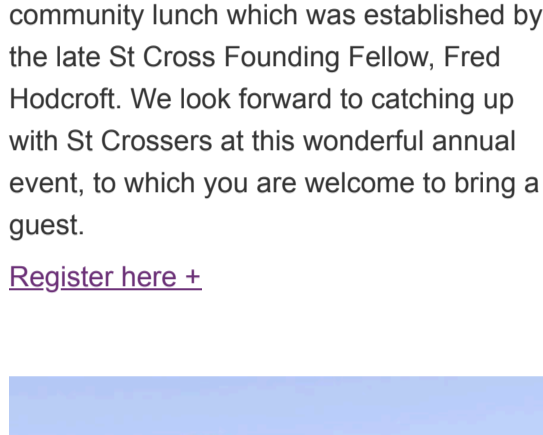 community lunch which was established by
the late St Cross Founding Fellow, Fred
Hodcroft. We look forward to catching up
with St Crossers at this wonderful annual
event, to which you are welcome to bring a
guest.
Register here +